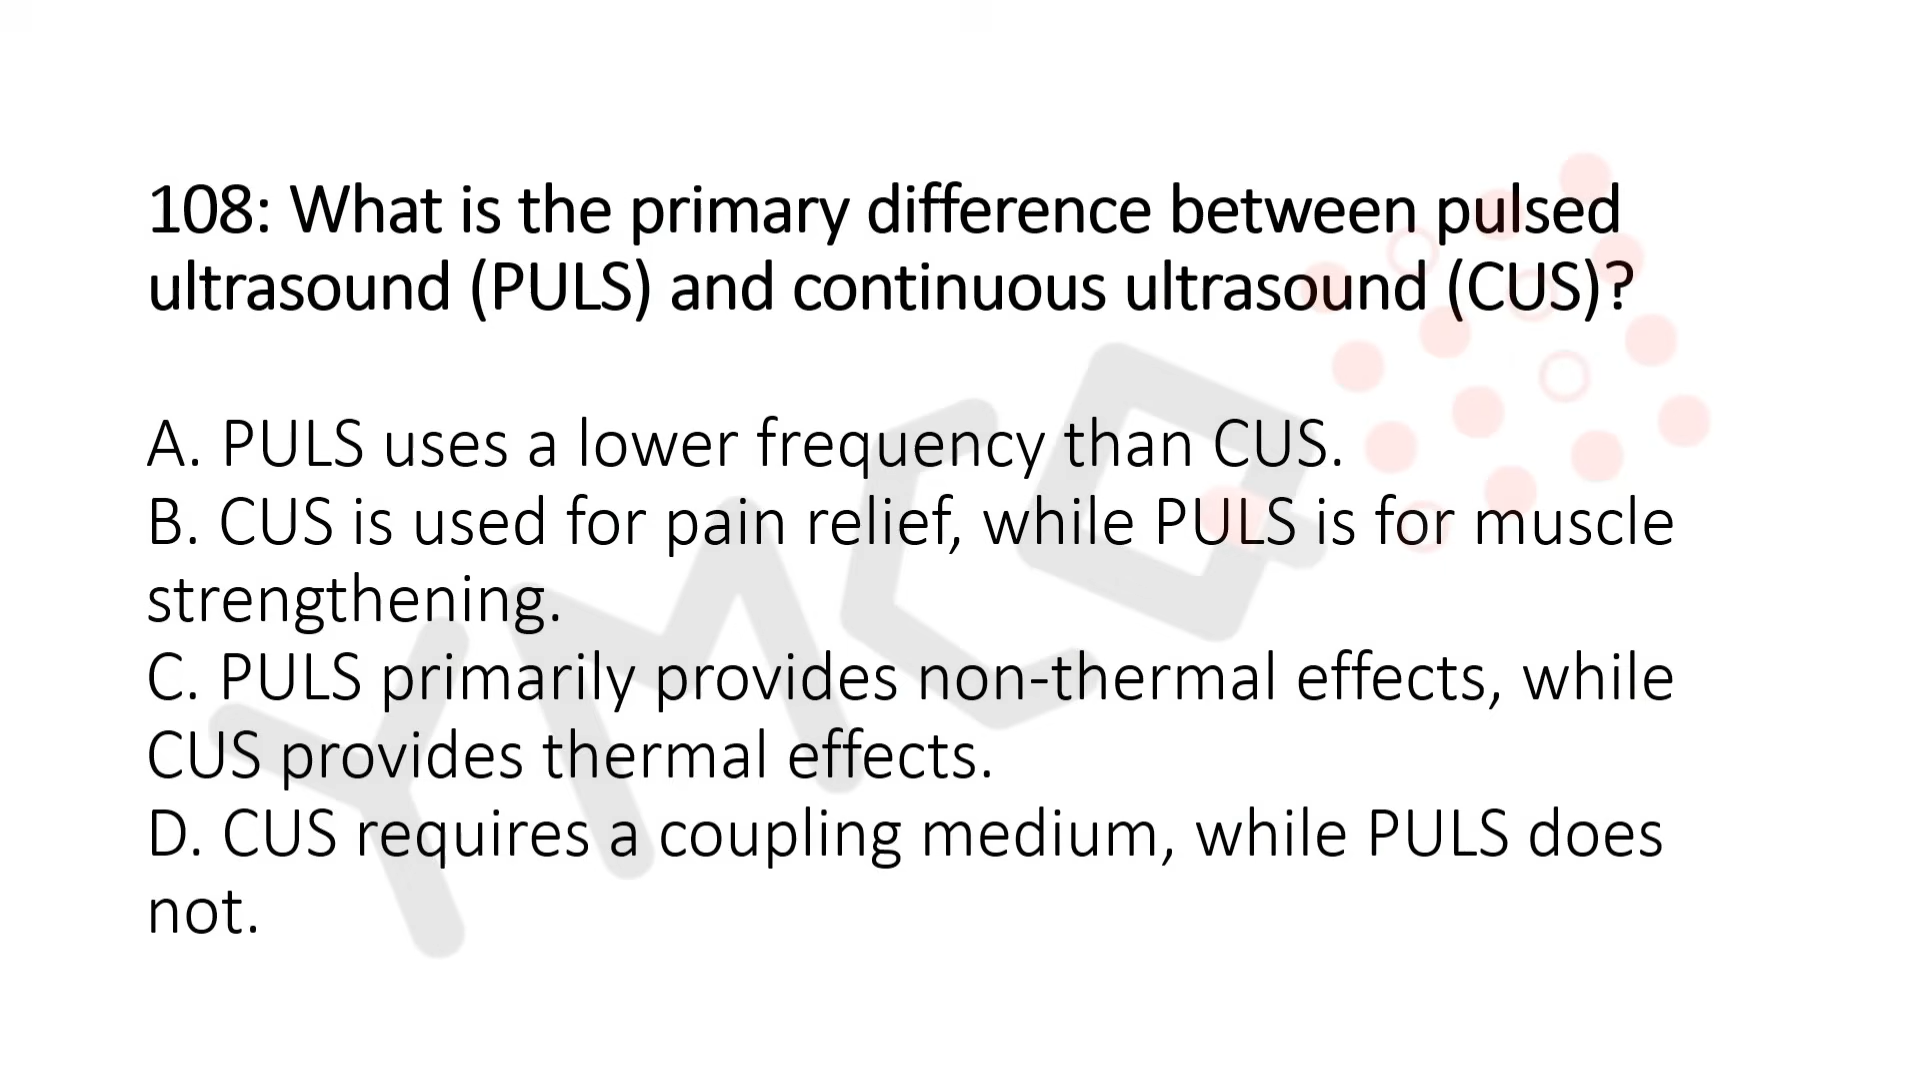 108: What is the primary difference between pulsed
ultrasound (PULS) and continuous ultrasound (CUS)?
A. PULS uses a lower frequency than CUS.
B. CUS is used for pain relief, while PULS is for muscle
strengthening.
C. PULS primarily provides non-thermal effects, while
CUS provides thermal effects.
D. CUS requires a coupling medium, while PULS does
not.
YMCQ